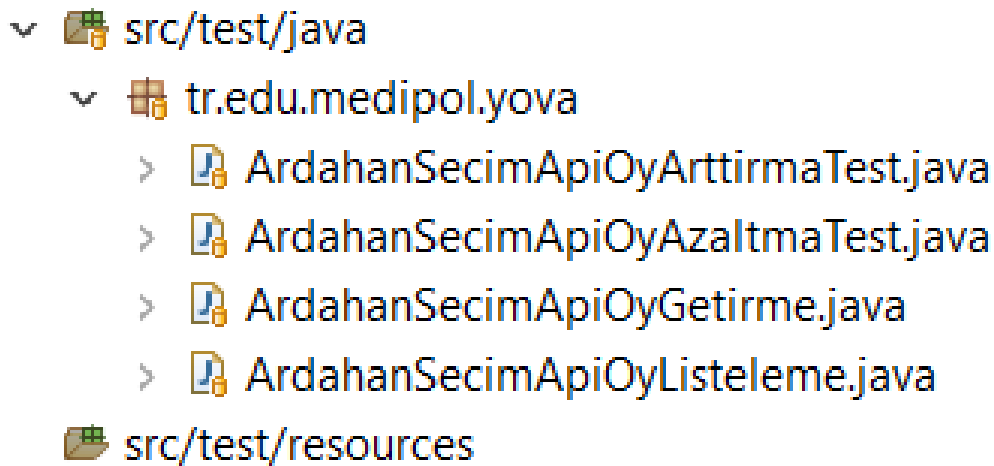 src/test/java
tr.edu.medipol.yova
ArdahanSecimApiOyArttirmaTest.java
ArdahanSecimApiOyAzaltmaTest.java
ArdahanSecimApiOyGetirme.java
ArdahanSecimApiOyListeleme.java
src/test/resources